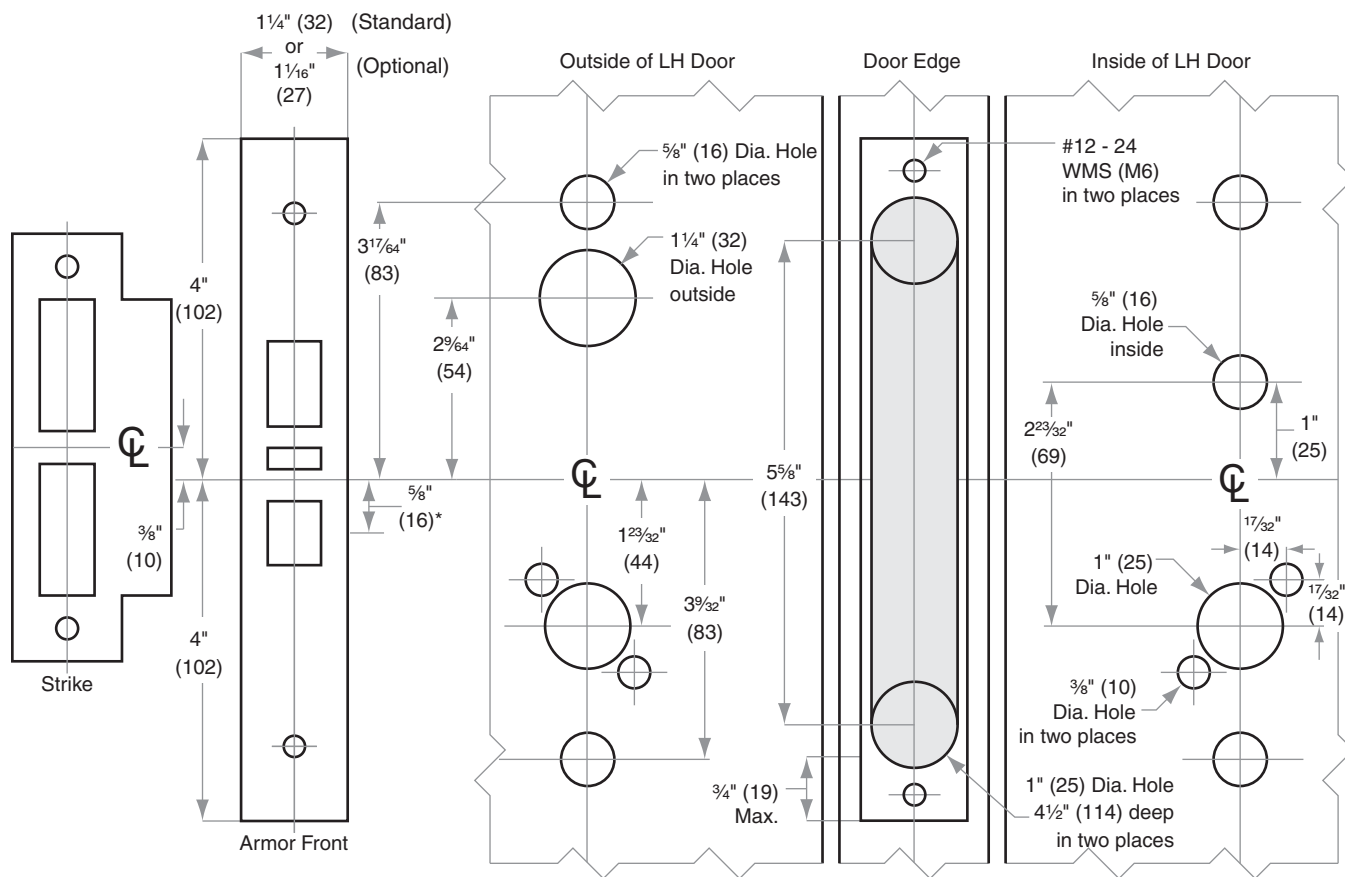 1¼" (32) (Standard)
or
1¹⁄₁₆" (Optional)
(27)
4"
(102)
4"
(102)
⅜"
(10)
℄
Strike
Armor Front
⅝"
(16)*
3¹⁷⁄₆₄"
(83)
2⁹⁄₆₄"
(54)
Outside of LH Door
⅝" (16) Dia. Hole
in two places
1¼" (32)
Dia. Hole
outside
℄
1²³⁄₃₂"
(44)
3⁹⁄₃₂"
(83)
Door Edge
5⅝"
(143)
¾" (19)
Max.
Inside of LH Door
#12 - 24
WMS (M6)
in two places
⅝" (16)
Dia. Hole
inside
2²³⁄₃₂"
(69)
1"
(25)
℄
¹⁷⁄₃₂"
(14)
¹⁷⁄₃₂"
(14)
1" (25)
Dia. Hole
⅜" (10)
Dia. Hole
in two places
1" (25) Dia. Hole
4½" (114) deep
in two places